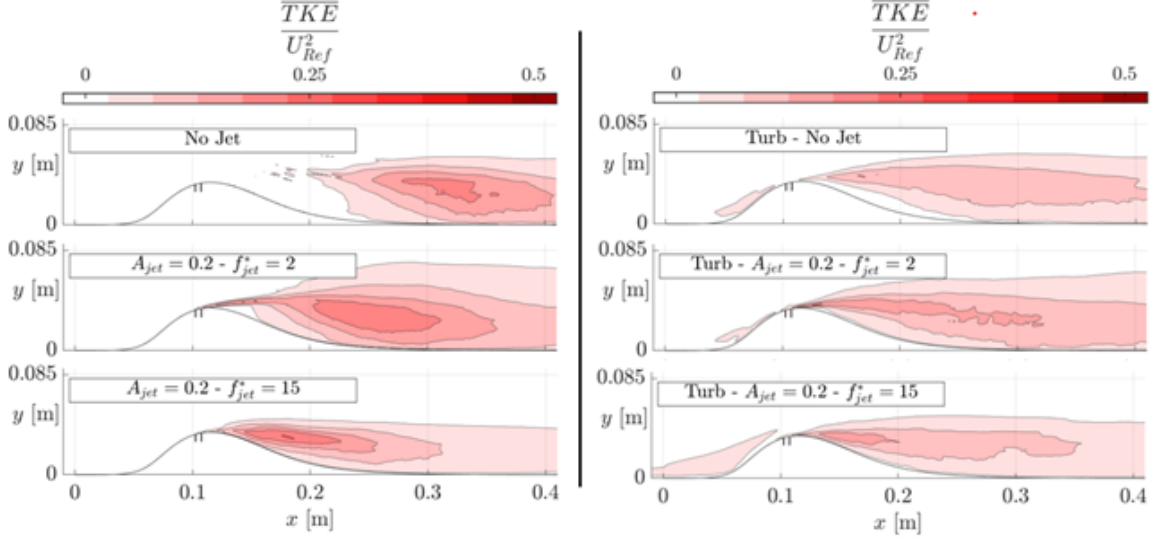 TKE
U²Ref
0 0.25 0.5
0.085
No Jet
y [m]
0
0.085
Ajet = 0.2 - f*jet = 2
y [m]
0
0.085
Ajet = 0.2 - f*jet = 15
y [m]
0
0 0.1 0.2 0.3 0.4
x [m]
TKE
U²Ref
0 0.25 0.5
0.085
Turb - No Jet
y [m]
0
0.085
Turb - Ajet = 0.2 - f*jet = 2
y [m]
0
0.085
Turb - Ajet = 0.2 - f*jet = 15
y [m]
0
0 0.1 0.2 0.3 0.4
x [m]